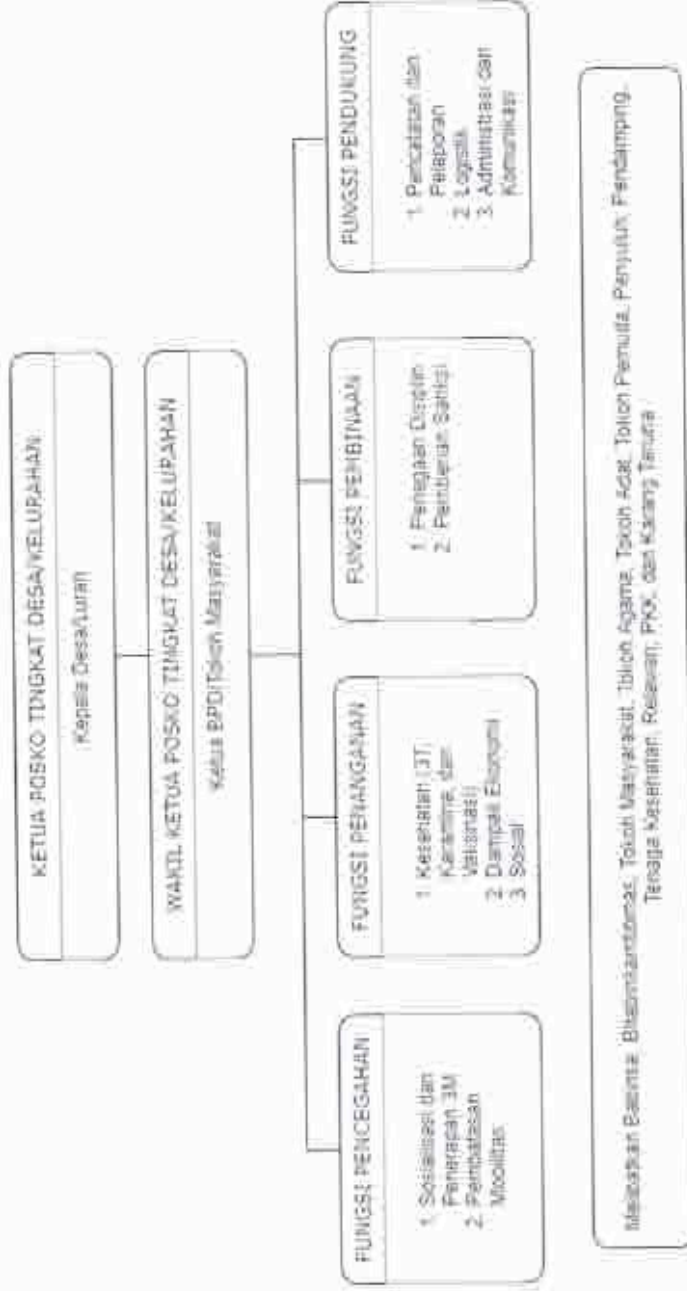 KETUA POSKO TINGKAT DESA/KELURAHAN
Kepala Desa/Lurah
WAKIL KETUA POSKO TINGKAT DESA/KELURAHAN
Ketua BPD/Tokoh Masyarakat
FUNGSI PENCEGAHAN
1. Sosialisasi dan
Penerapan 3M
2. Pembatasan
Mobilitas
FUNGSI PENANGANAN
1. Kesehatan (3T,
Karantina, dan
Vaksinasi)
2. Dampak Ekonomi
3. Sosial
FUNGSI PEMBINAAN
1. Penegaan Disiplin
2. Pemberian Sanksi
FUNGSI PENDUKUNG
1. Pencatatan dan
Pelaporan
2. Logistik
3. Administrasi dan
Komunikasi
Melibatkan Babinsa, Bhabinkamtibmas, Tokoh Masyarakat, Tokoh Agama, Tokoh Adat, Tokoh Pemuda, Penyuluh, Pendamping,
Tenaga Kesehatan, Relawan, PKK, dan Karang Taruna